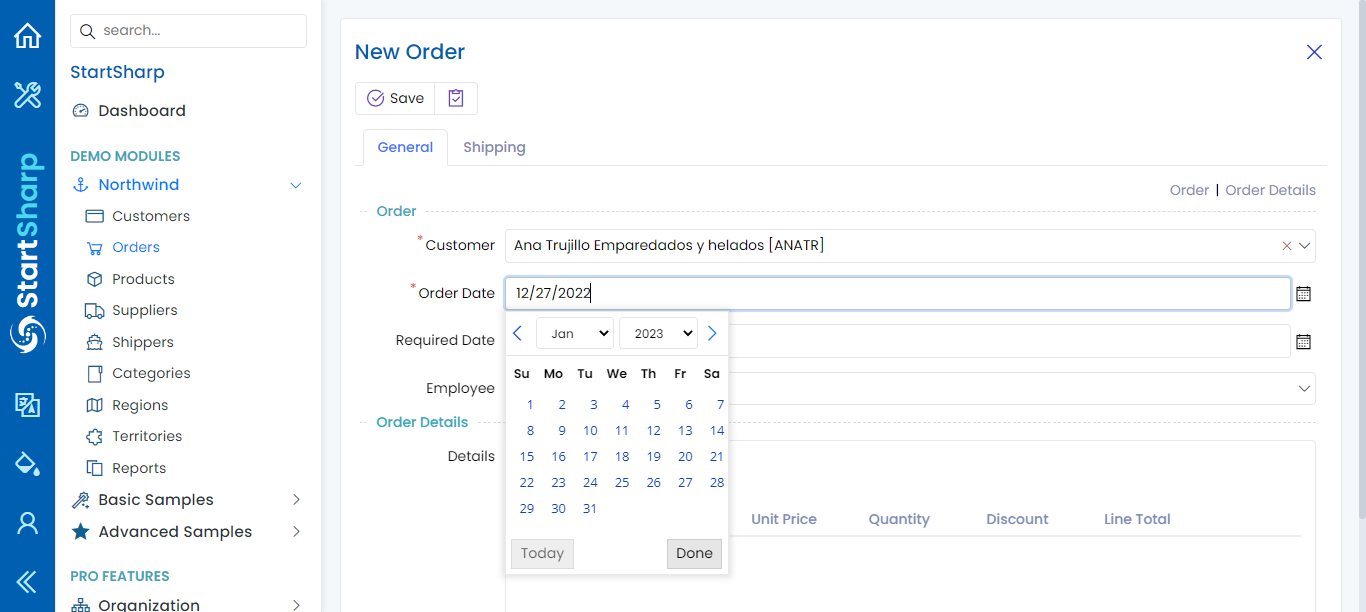 search...
StartSharp
Dashboard
DEMO MODULES
Northwind
Customers
Orders
Products
Suppliers
Shippers
Categories
Regions
Territories
Reports
Basic Samples
Advanced Samples
PRO FEATURES
Organization
StartSharp
New Order
Save
General Shipping
Order | Order Details
Order
* Customer Ana Trujillo Emparedados y helados [ANATR]
* Order Date 12/27/2022
Required Date
Employee
Order Details
Details
Unit Price Quantity Discount Line Total
Jan 2023
Su Mo Tu We Th Fr Sa
1 2 3 4 5 6 7
8 9 10 11 12 13 14
15 16 17 18 19 20 21
22 23 24 25 26 27 28
29 30 31
Today Done